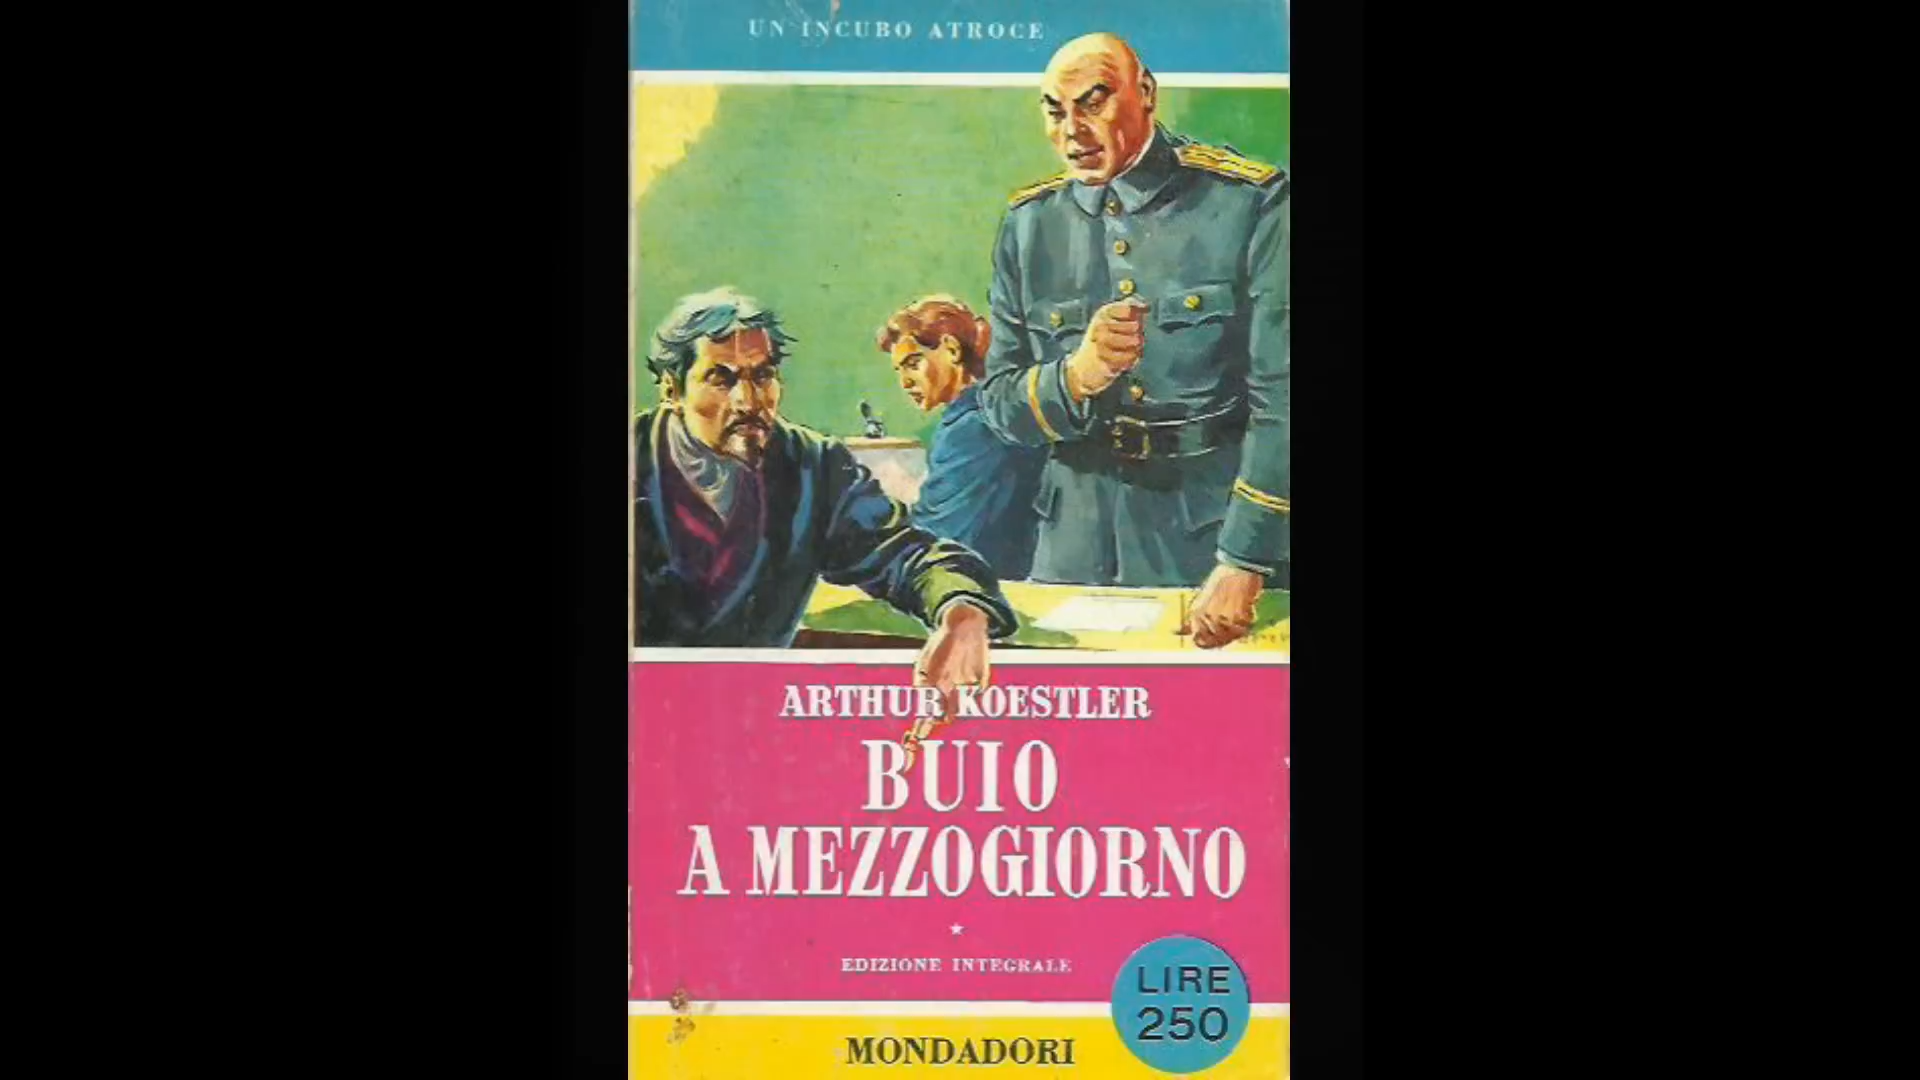 UN INCUBO ATROCE
ARTHUR KOESTLER
BUIO
A MEZZOGIORNO
EDIZIONE INTEGRALE
LIRE
250
MONDADORI